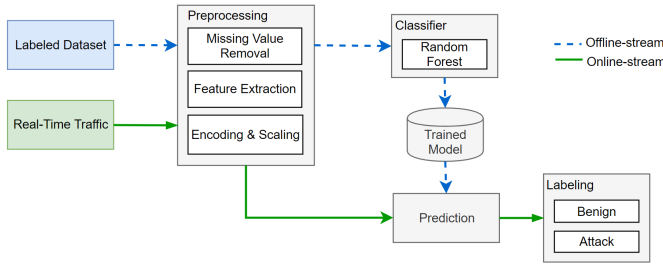 Preprocessing
Labeled Dataset
Missing Value
Removal
Feature Extraction
Real-Time Traffic
Encoding & Scaling
Classifier
Random
Forest
Offline-stream
Online-stream
Trained
Model
Prediction
Labeling
Benign
Attack